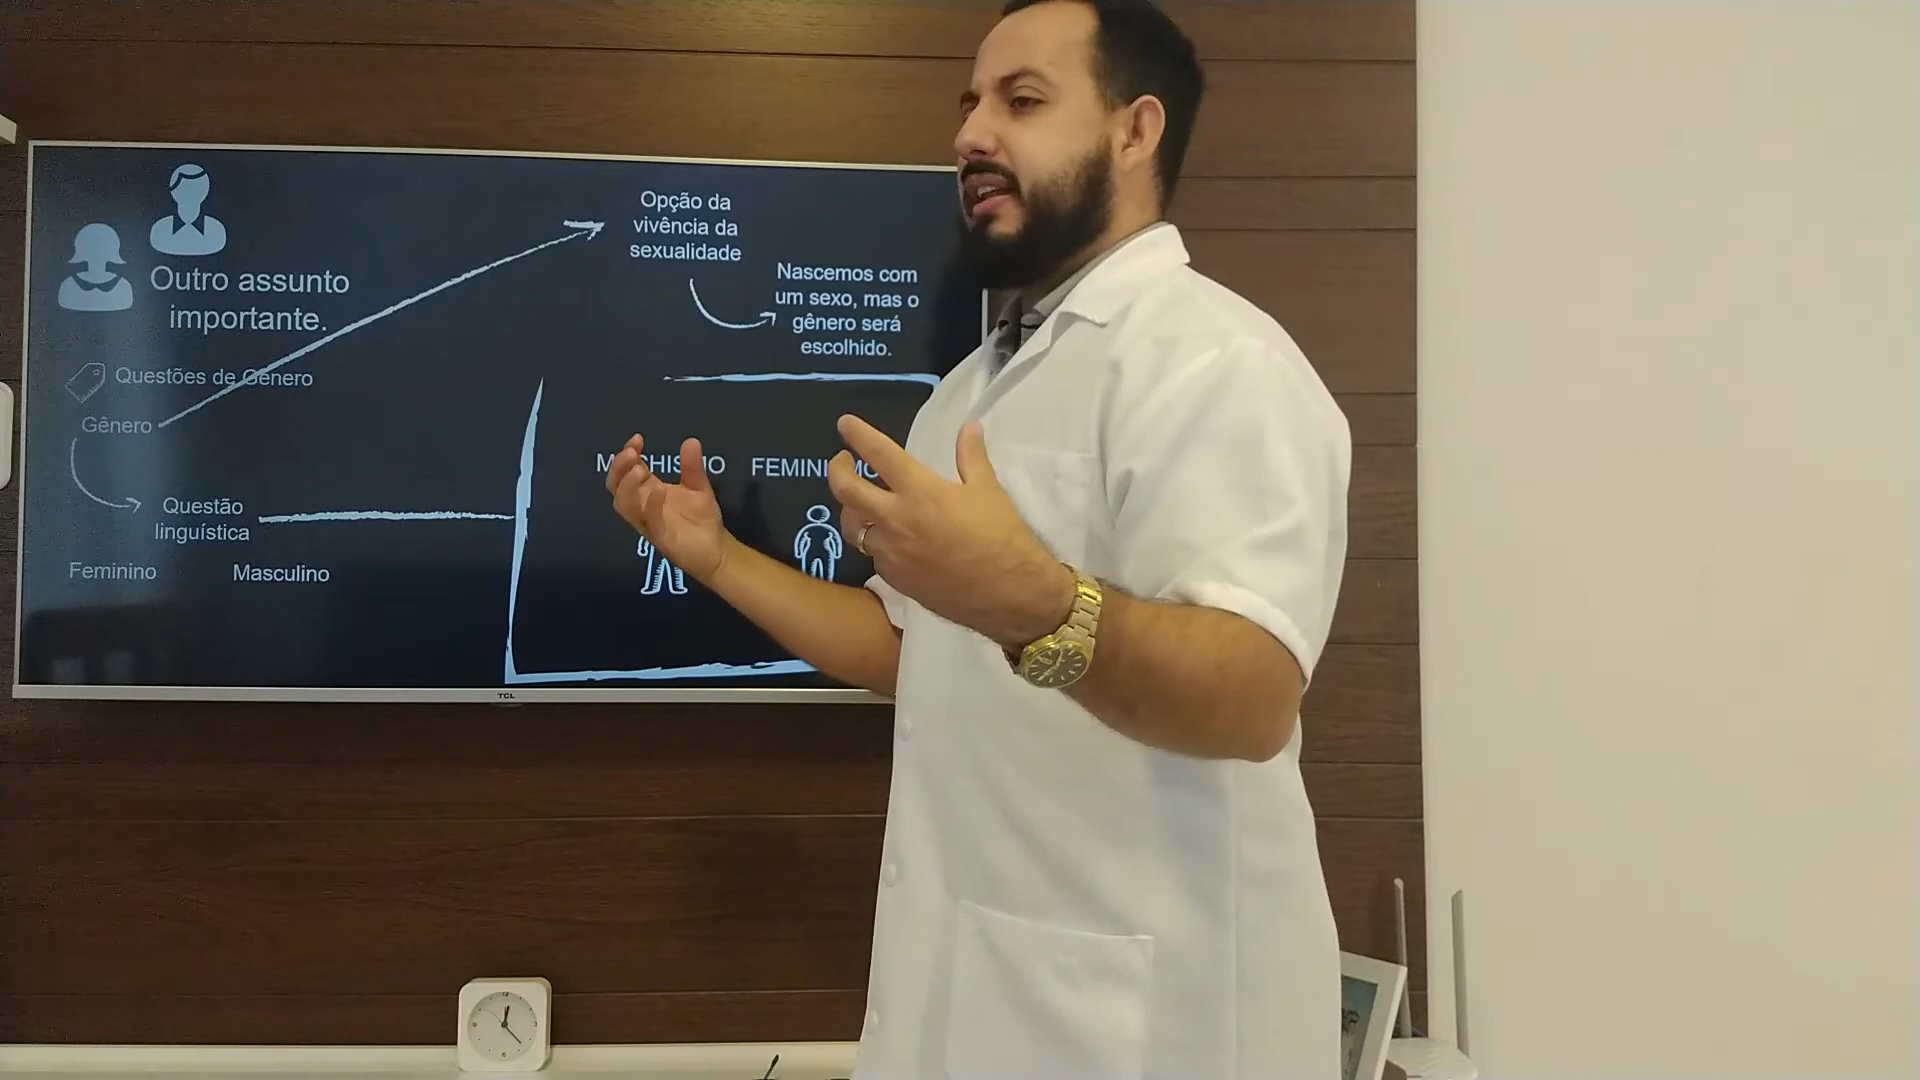 Outro assunto
importante.
Questões de Gênero
Gênero
Questão
linguística
Feminino
Masculino
Opção da
vivência da
sexualidade
Nascemos com
um sexo, mas o
gênero será
escolhido.
TCL